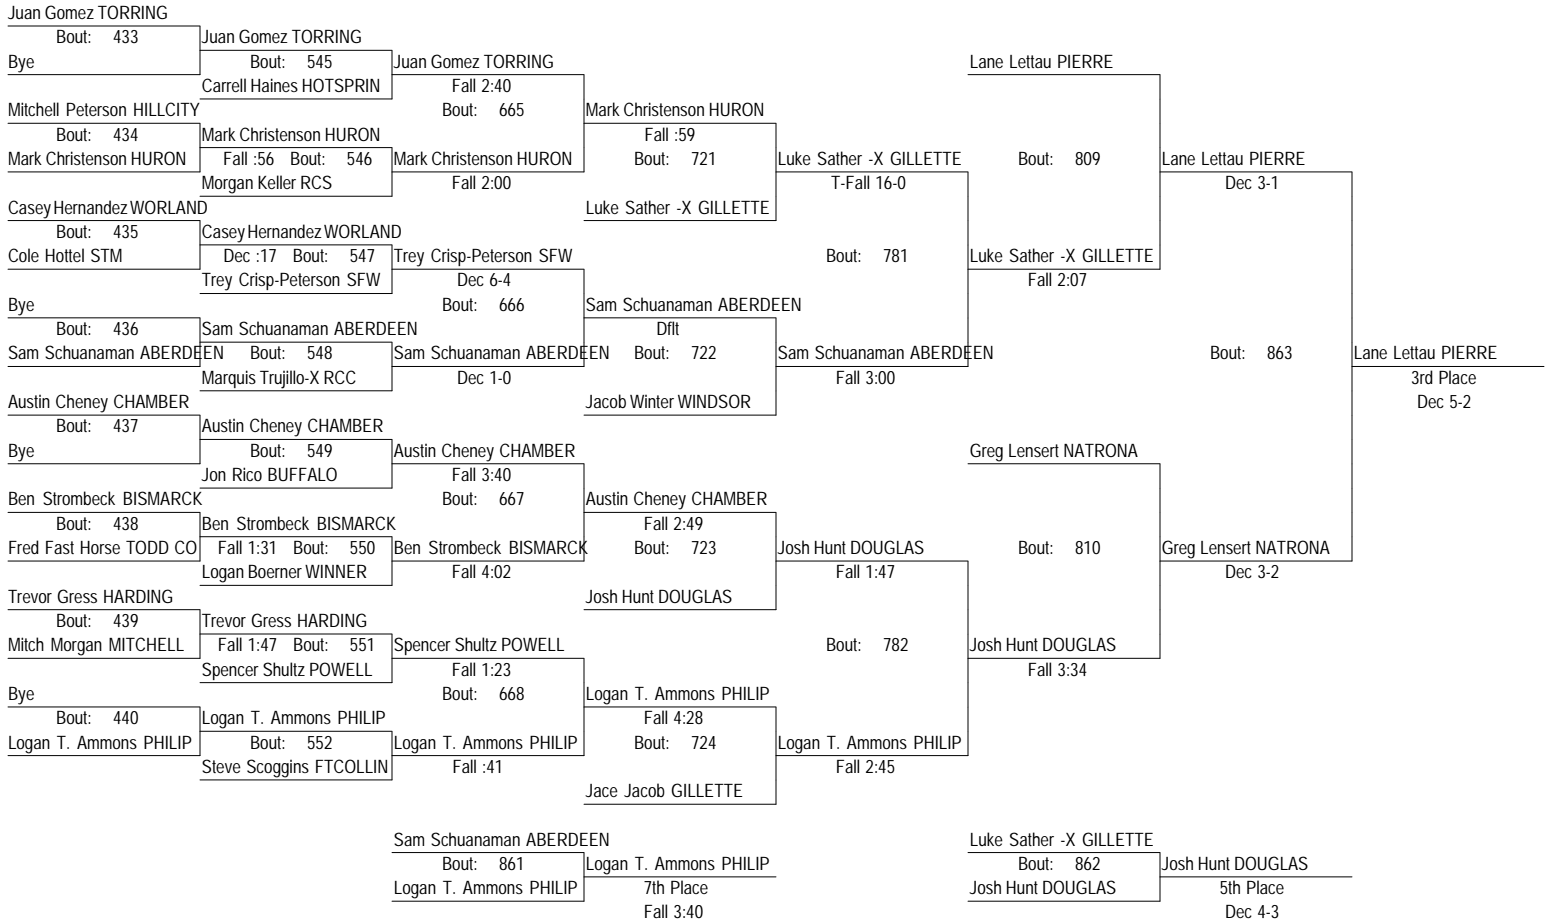 Juan Gomez TORRING
Bout: 433 Juan Gomez TORRING
Bye Bout: 545 Juan Gomez TORRING Lane Lettau PIERRE
Carrell Haines HOTSPRIN Fall 2:40
Mitchell Peterson HILLCITY Bout: 665 Mark Christenson HURON
Bout: 434 Mark Christenson HURON Fall :59
Mark Christenson HURON Fall :56 Bout: 546 Mark Christenson HURON Bout: 721 Luke Sather -X GILLETTE Bout: 809 Lane Lettau PIERRE
Morgan Keller RCS Fall 2:00 T-Fall 16-0 Dec 3-1
Casey Hernandez WORLAND Luke Sather -X GILLETTE
Bout: 435 Casey Hernandez WORLAND
Cole Hottel STM Dec :17 Bout: 547 Trey Crisp-Peterson SFW Bout: 781 Luke Sather -X GILLETTE
Trey Crisp-Peterson SFW Dec 6-4 Fall 2:07
Bye Bout: 666 Sam Schuanaman ABERDEEN
Bout: 436 Sam Schuanaman ABERDEEN Dflt
Sam Schuanaman ABERDEEN Bout: 548 Sam Schuanaman ABERDEEN Bout: 722 Sam Schuanaman ABERDEEN Bout: 863 Lane Lettau PIERRE
Marquis Trujillo-X RCC Dec 1-0 Fall 3:00 3rd Place
Austin Cheney CHAMBER Jacob Winter WINDSOR Dec 5-2
Bout: 437 Austin Cheney CHAMBER
Bye Bout: 549 Austin Cheney CHAMBER Greg Lensert NATRONA
Jon Rico BUFFALO Fall 3:40
Ben Strombeck BISMARCK Bout: 667 Austin Cheney CHAMBER
Bout: 438 Ben Strombeck BISMARCK Fall 2:49
Fred Fast Horse TODD CO Fall 1:31 Bout: 550 Ben Strombeck BISMARCK Bout: 723 Josh Hunt DOUGLAS Bout: 810 Greg Lensert NATRONA
Logan Boerner WINNER Fall 4:02 Fall 1:47 Dec 3-2
Trevor Gress HARDING Josh Hunt DOUGLAS
Bout: 439 Trevor Gress HARDING
Mitch Morgan MITCHELL Fall 1:47 Bout: 551 Spencer Shultz POWELL Bout: 782 Josh Hunt DOUGLAS
Spencer Shultz POWELL Fall 1:23 Fall 3:34
Bye Bout: 668 Logan T. Ammons PHILIP
Bout: 440 Logan T. Ammons PHILIP Fall 4:28
Logan T. Ammons PHILIP Bout: 552 Logan T. Ammons PHILIP Bout: 724 Logan T. Ammons PHILIP
Steve Scoggins FTCOLLIN Fall :41 Fall 2:45
Jace Jacob GILLETTE
Sam Schuanaman ABERDEEN Luke Sather -X GILLETTE
Bout: 861 Logan T. Ammons PHILIP Bout: 862 Josh Hunt DOUGLAS
Logan T. Ammons PHILIP 7th Place Josh Hunt DOUGLAS 5th Place
Fall 3:40 Dec 4-3